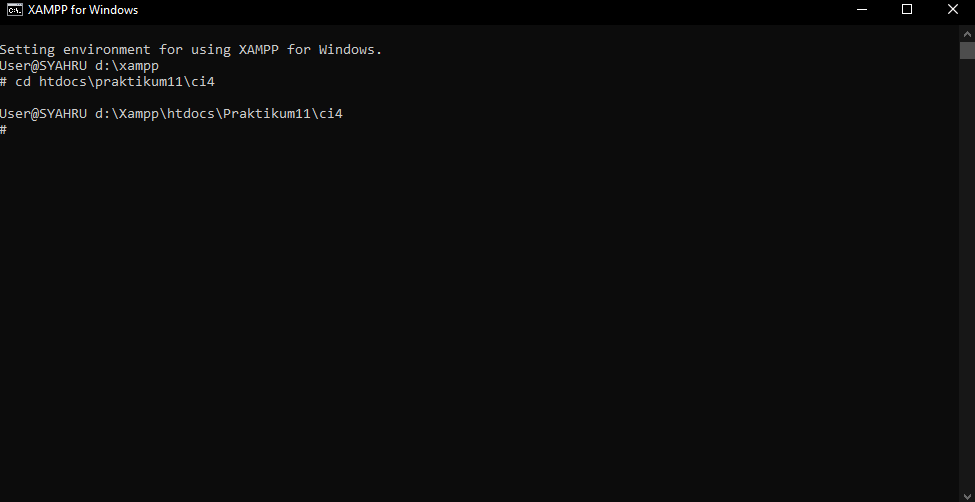 XAMPP for Windows
Setting environment for using XAMPP for Windows.
User@SYAHRU d:\xampp
# cd htdocs\praktikum11\ci4
User@SYAHRU d:\Xampp\htdocs\Praktikum11\ci4
#